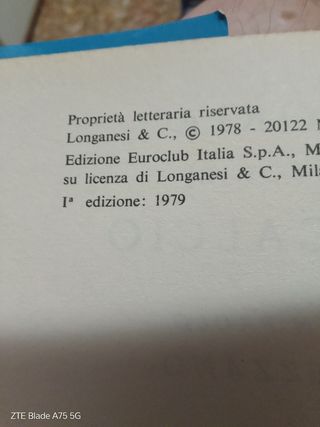 Proprietà letteraria riservata
Longanesi & C., © 1978 - 20122
Edizione Euroclub Italia S.p.A.,
su licenza di Longanesi & C.,
Iª edizione: 1979
ZTE Blade A75 5G